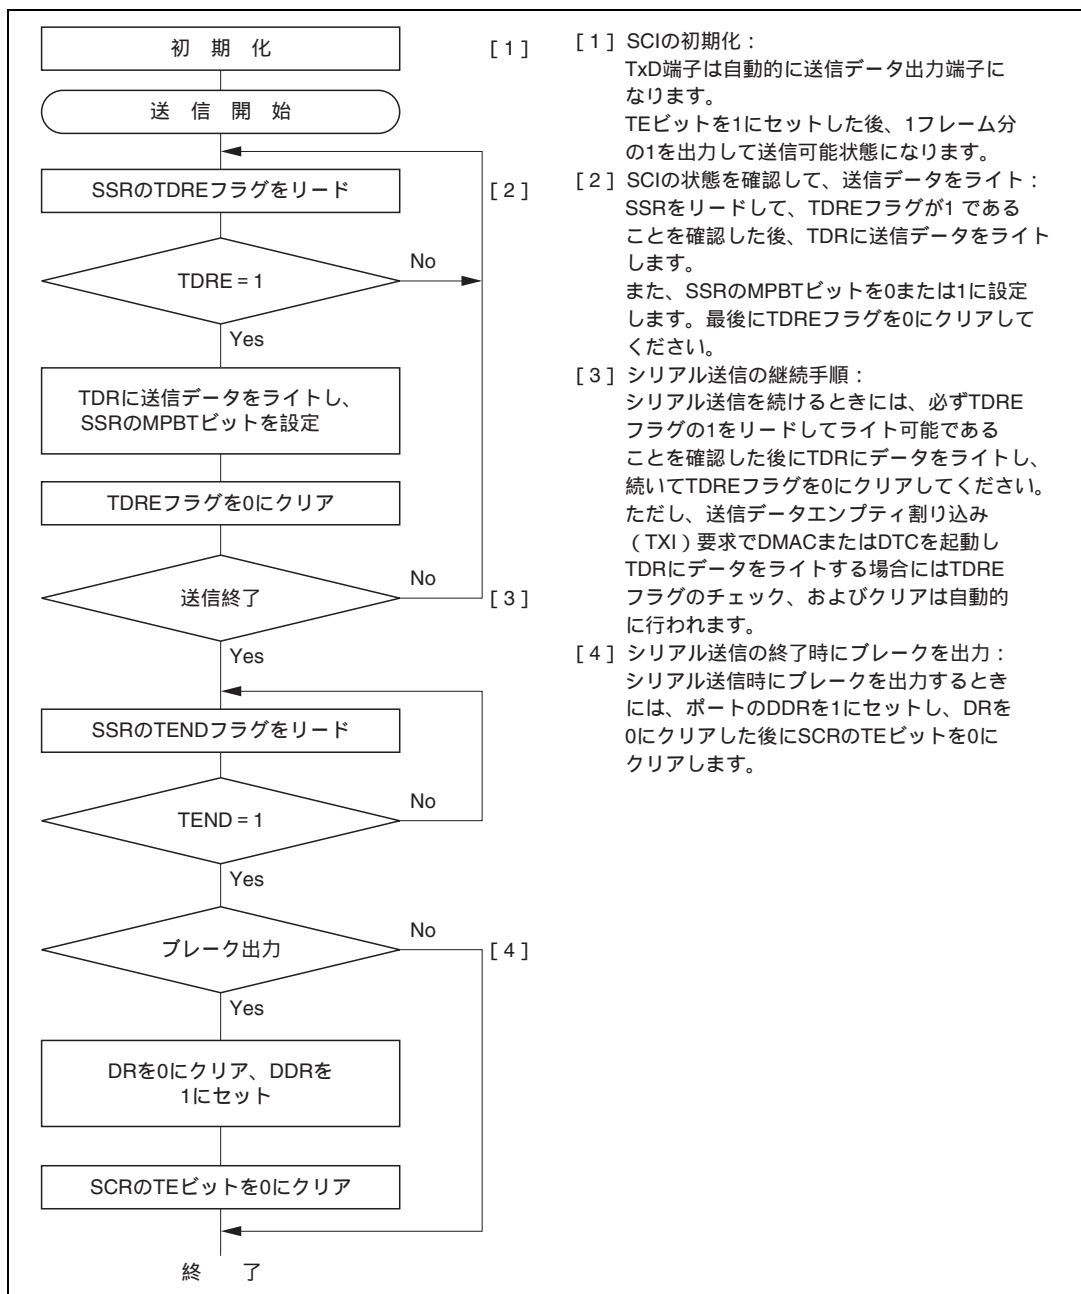 初 期 化
[ 1 ]
送 信 開 始
SSRのTDREフラグをリード
[ 2 ]
TDRE = 1
No
Yes
TDRに送信データをライトし、
SSRのMPBTビットを設定
TDREフラグを0にクリア
送信終了
No
[ 3 ]
Yes
SSRのTENDフラグをリード
TEND = 1
No
Yes
ブレーク出力
No
[ 4 ]
Yes
DRを0にクリア、DDRを
1にセット
SCRのTEビットを0にクリア
終 了
[ 1 ] SCIの初期化：
TxD端子は自動的に送信データ出力端子に
なります。
TEビットを1にセットした後、1フレーム分
の1を出力して送信可能状態になります。
[ 2 ] SCIの状態を確認して、送信データをライト：
SSRをリードして、TDREフラグが1 である
ことを確認した後、TDRに送信データをライト
します。
また、SSRのMPBTビットを0または1に設定
します。最後にTDREフラグを0にクリアして
ください。
[ 3 ] シリアル送信の継続手順：
シリアル送信を続けるときには、必ずTDRE
フラグの1をリードしてライト可能である
ことを確認した後にTDRにデータをライトし、
続いてTDREフラグを0にクリアしてください。
ただし、送信データエンプティ割り込み
（TXI）要求でDMACまたはDTCを起動し
TDRにデータをライトする場合にはTDRE
フラグのチェック、およびクリアは自動的
に行われます。
[ 4 ] シリアル送信の終了時にブレークを出力：
シリアル送信時にブレークを出力するとき
には、ポートのDDRを1にセットし、DRを
0にクリアした後にSCRのTEビットを0に
クリアします。